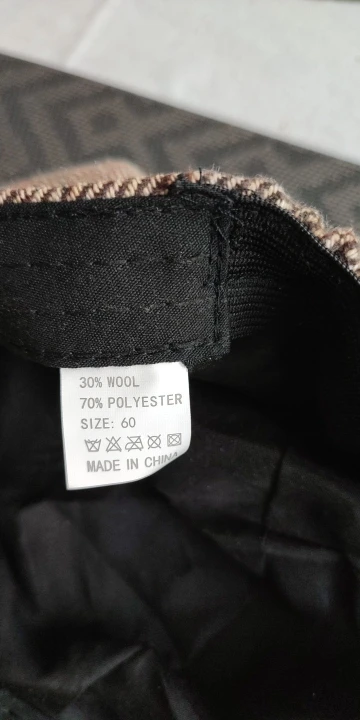 30% WOOL
70% POLYESTER
SIZE: 60
MADE IN CHINA